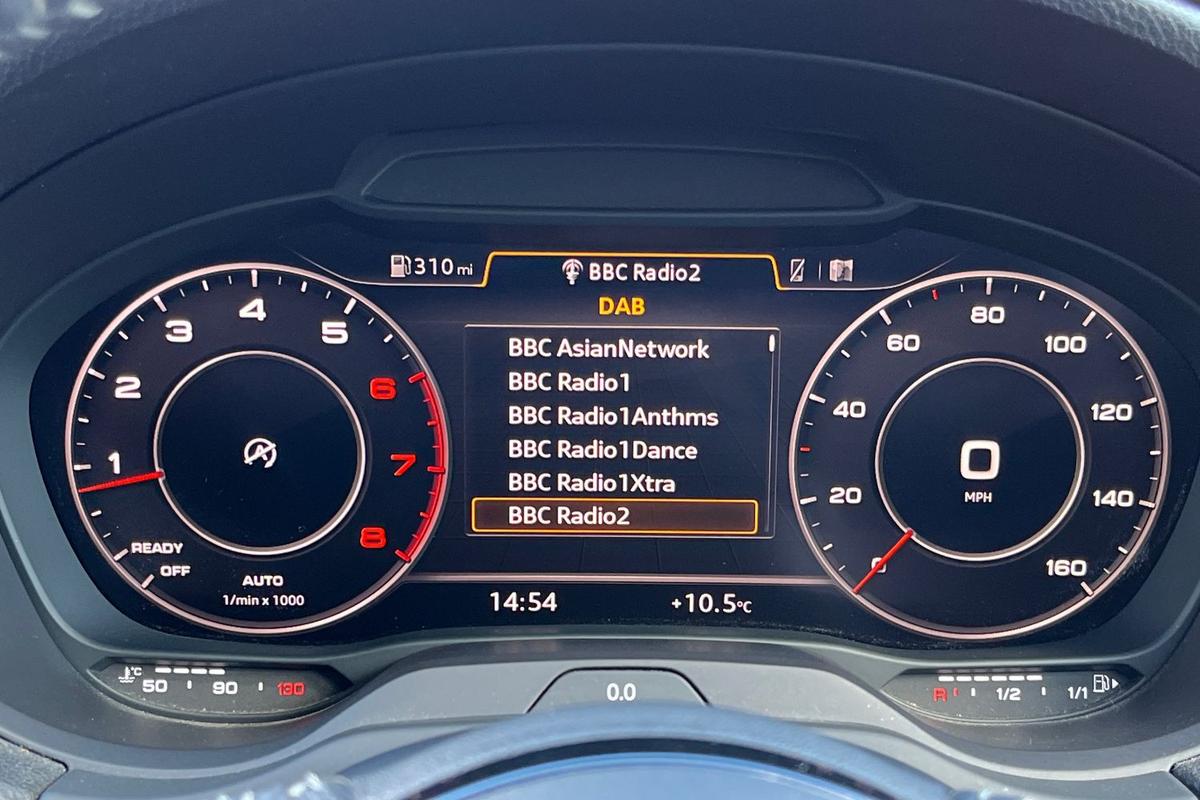 310 mi
BBC Radio2
DAB
BBC AsianNetwork
BBC Radio1
BBC Radio1Anthms
BBC Radio1Dance
BBC Radio1Xtra
BBC Radio2
1
2
3
4
5
6
7
8
READY
OFF
AUTO
1/min x 1000
0
20
40
60
80
100
120
140
160
0
MPH
14:54
+10.5°C
°C
50
90
130
0.0
R
1/2
1/1